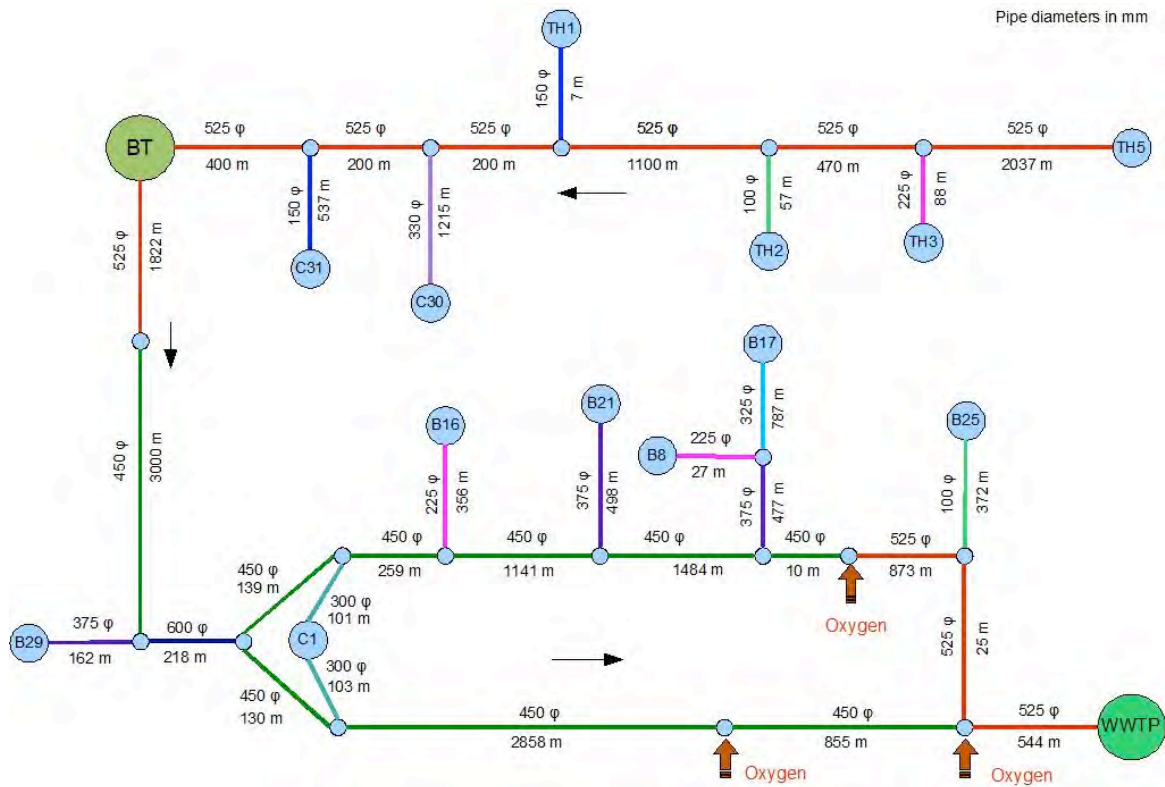 Pipe diameters in mm
TH1
150 φ
7 m
BT
525 φ
400 m
525 φ
200 m
525 φ
200 m
525 φ
1100 m
525 φ
470 m
525 φ
2037 m
TH5
150 φ
537 m
C31
330 φ
1215 m
C30
100 φ
57 m
TH2
225 φ
88 m
TH3
525 φ
1822 m
450 φ
3000 m
B17
325 φ
787 m
B16
225 φ
356 m
B21
375 φ
498 m
B8
225 φ
27 m
375 φ
477 m
B25
100 φ
372 m
450 φ
259 m
450 φ
1141 m
450 φ
1484 m
450 φ
10 m
525 φ
873 m
Oxygen
450 φ
139 m
300 φ
101 m
C1
300 φ
103 m
B29
375 φ
162 m
600 φ
218 m
450 φ
130 m
525 φ
25 m
450 φ
2858 m
450 φ
855 m
525 φ
544 m
WWTP
Oxygen
Oxygen